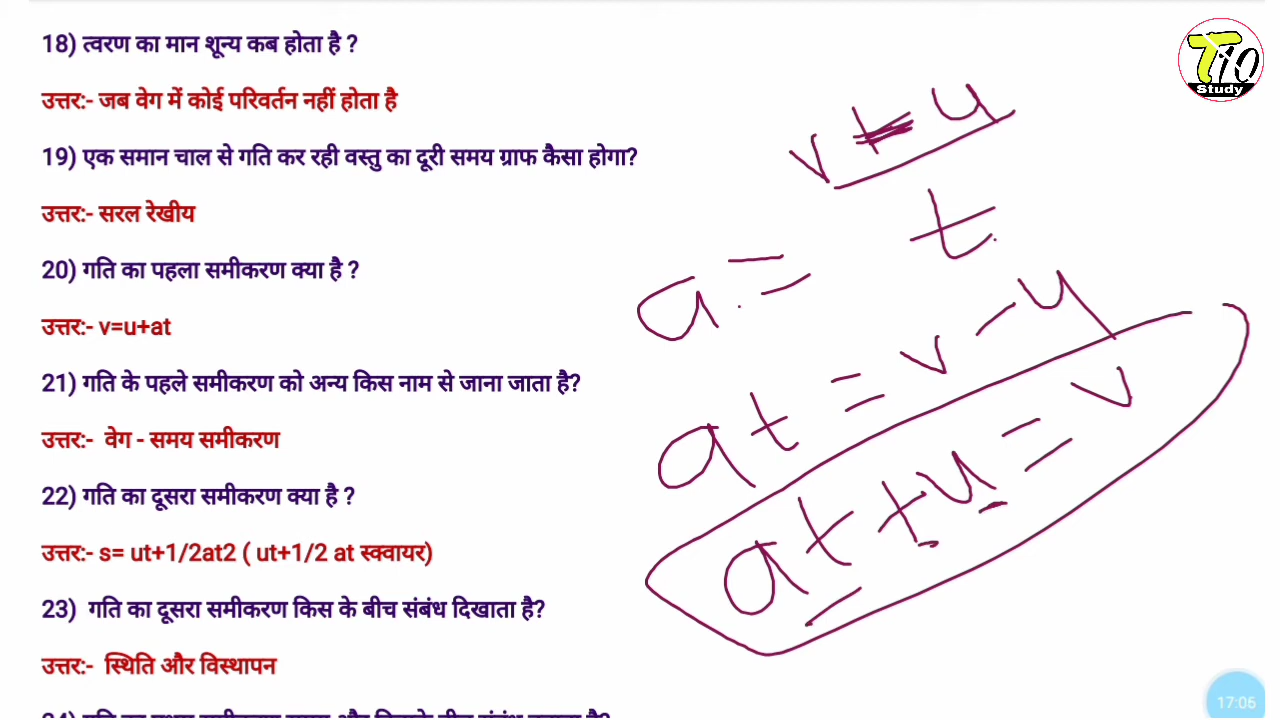 18) त्वरण का मान शून्य कब होता है ?
उत्तर:- जब वेग में कोई परिवर्तन नहीं होता है
19) एक समान चाल से गति कर रही वस्तु का दूरी समय ग्राफ कैसा होगा?
उत्तर:- सरल रेखीय
20) गति का पहला समीकरण क्या है ?
उत्तर:- v=u+at
21) गति के पहले समीकरण को अन्य किस नाम से जाना जाता है?
उत्तर:- वेग - समय समीकरण
22) गति का दूसरा समीकरण क्या है ?
उत्तर:- s= ut+1/2at2 ( ut+1/2 at स्क्वायर)
23) गति का दूसरा समीकरण किस के बीच संबंध दिखाता है?
उत्तर:- स्थिति और विस्थापन
T10
Study
v - u
a = t
at = v - u
at + u = v
17:06